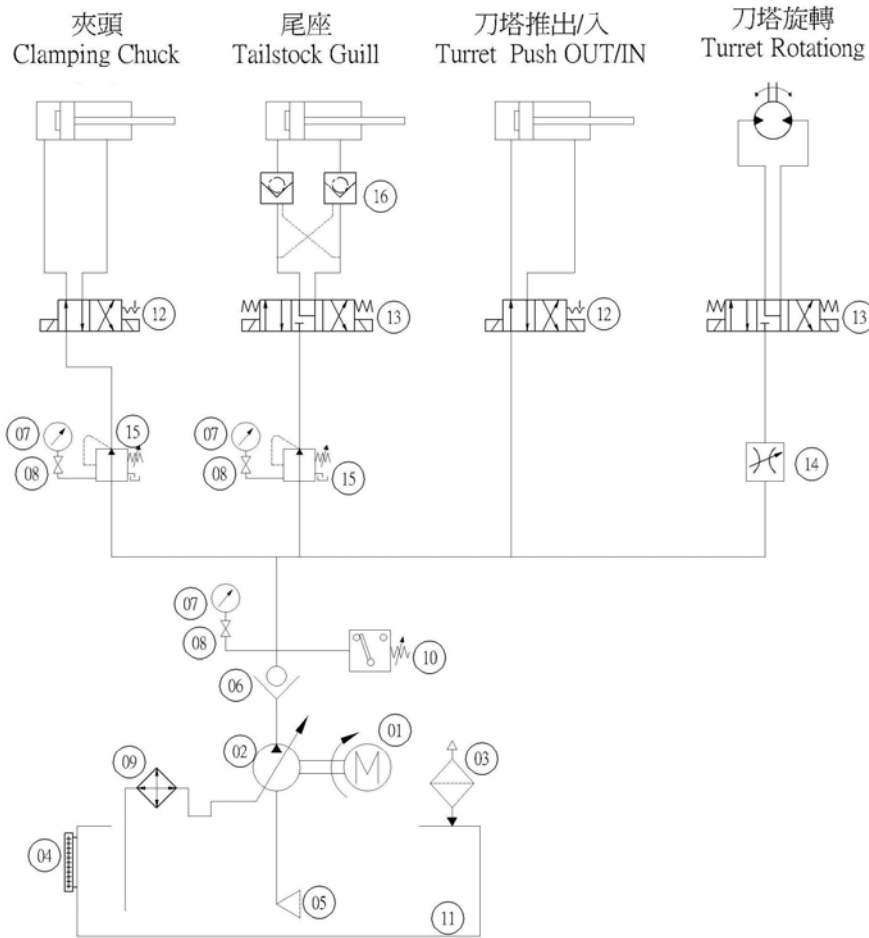 夾頭
Clamping Chuck
尾座
Tailstock Guill
刀塔推出/入
Turret Push OUT/IN
刀塔旋轉
Turret Rotationg
16
12
13
12
13
07
15
08
07
08
15
14
07
08
10
06
01
02
M
03
09
04
05
11